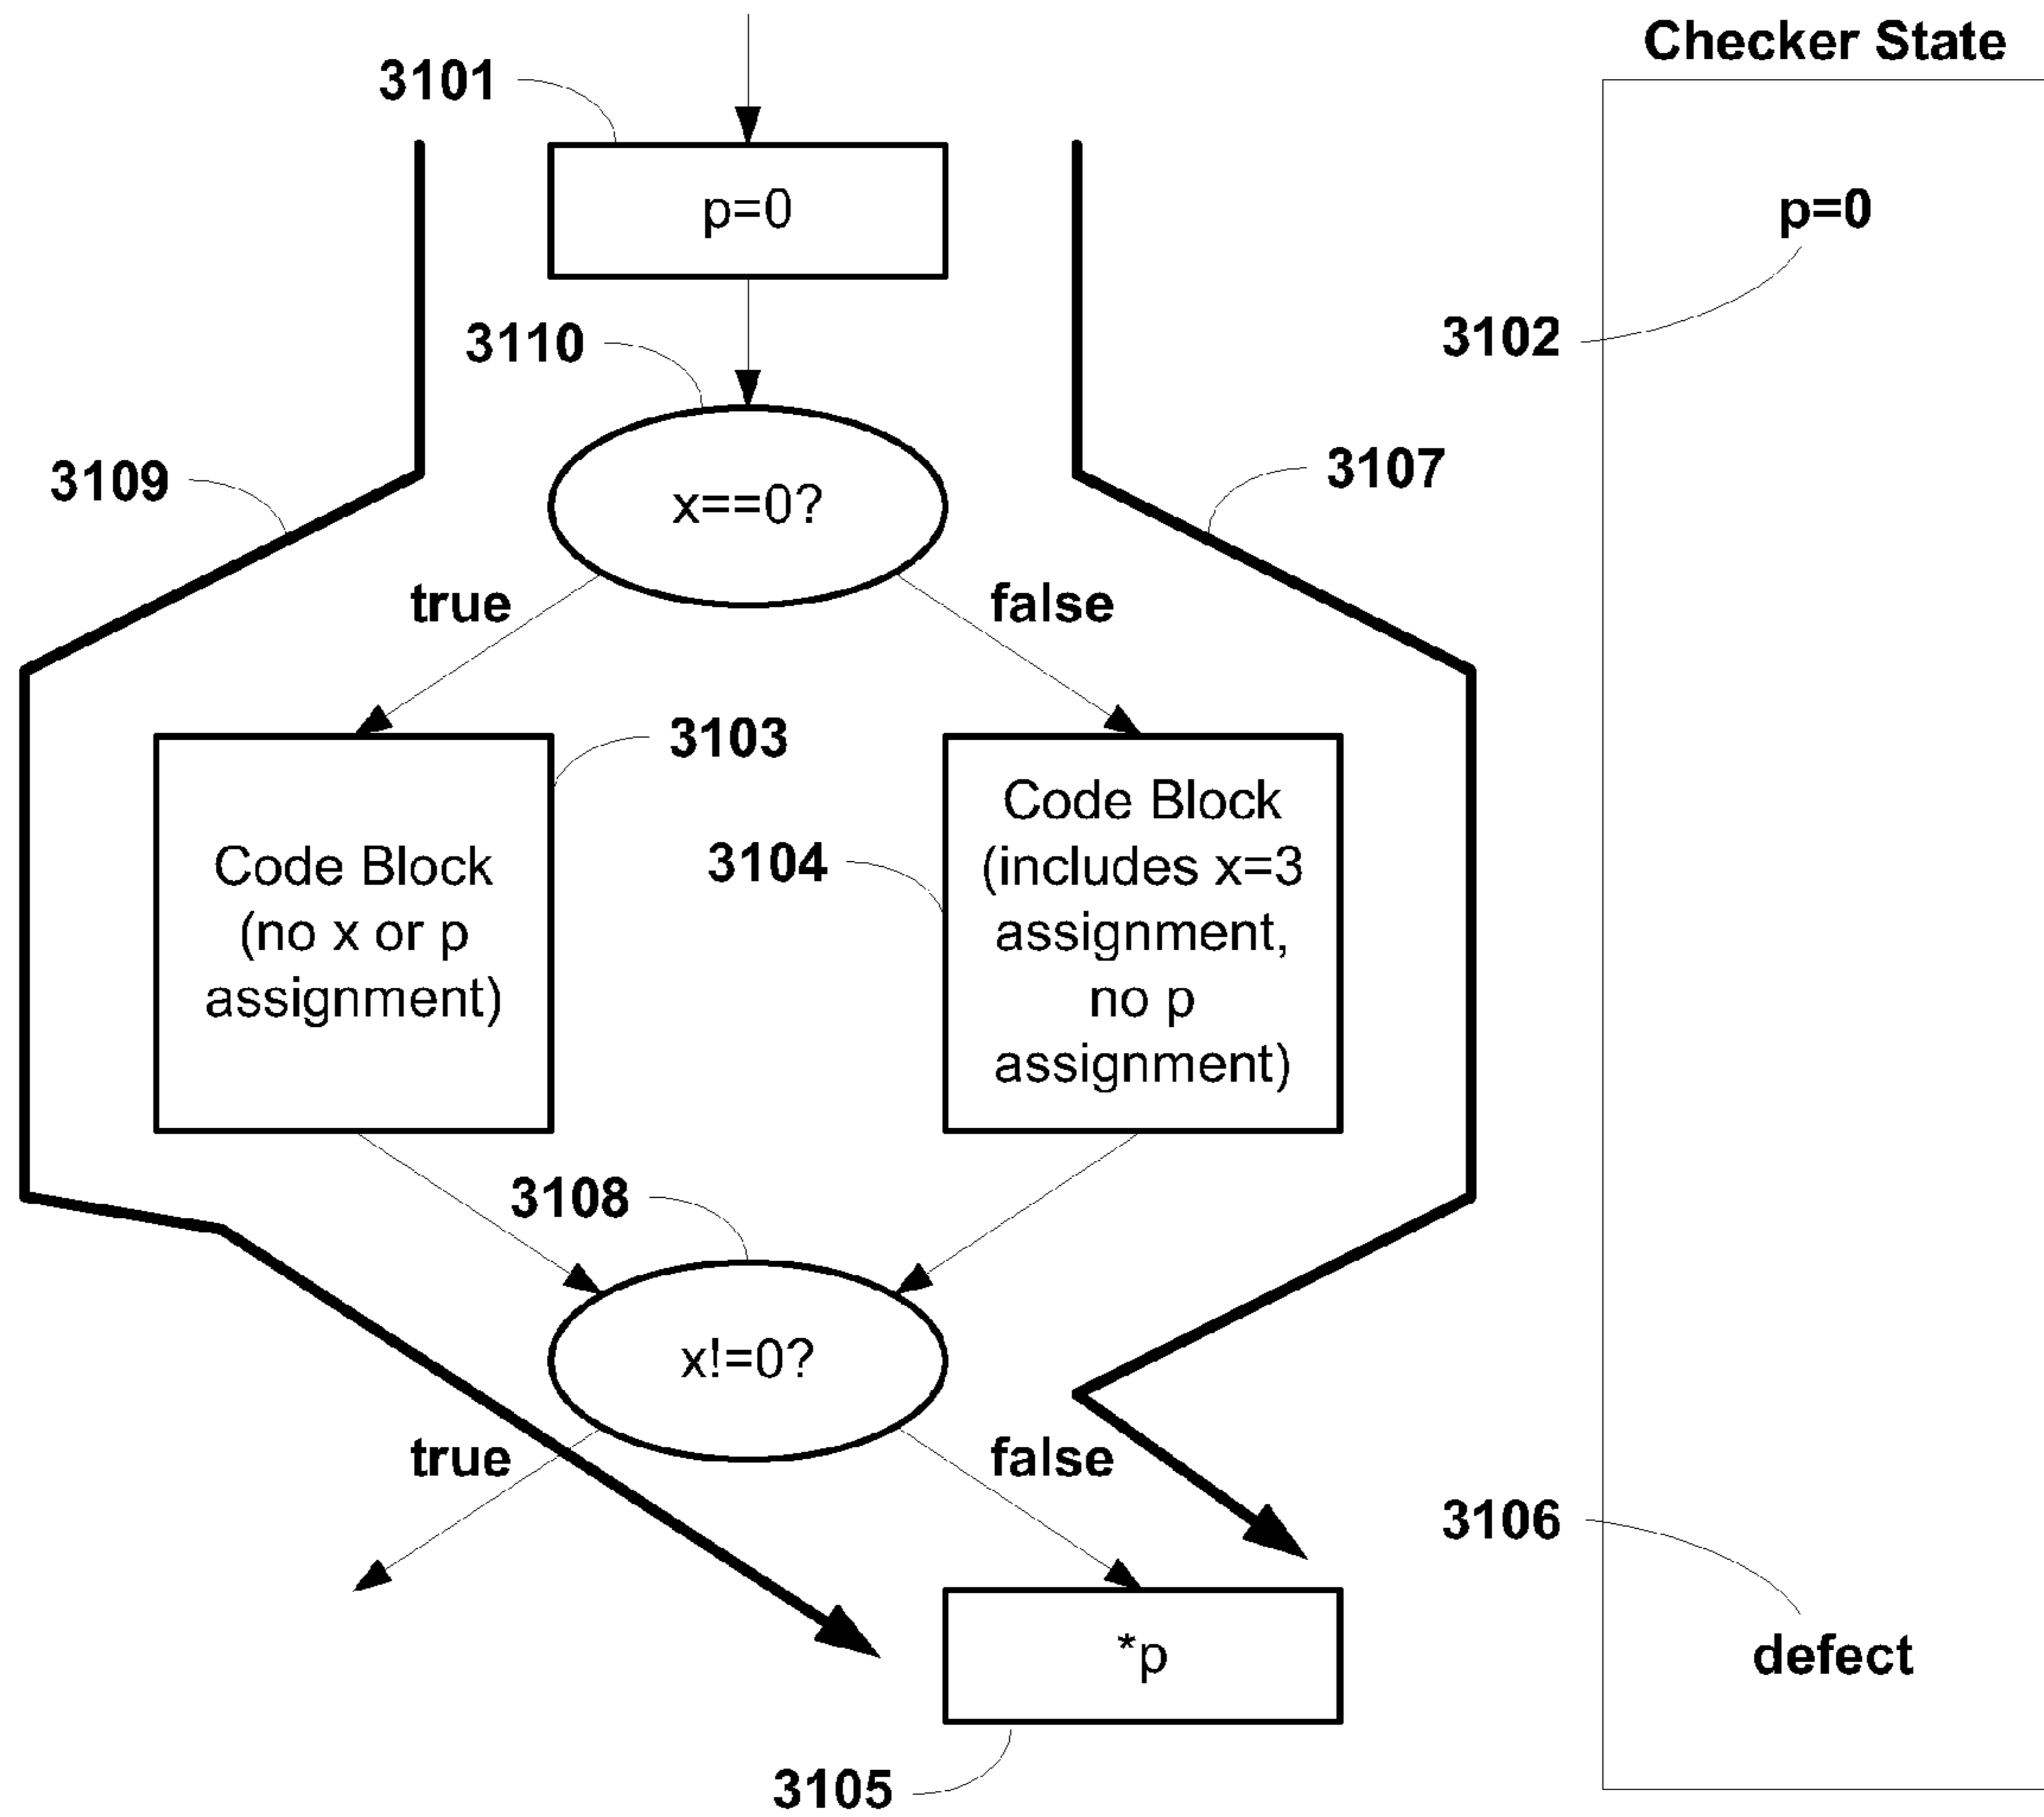 Checker State
3101
p=0
p=0
3110
3102
3109
x==0?
3107
true
false
3103
Code Block
(no x or p
assignment)
3104
Code Block
(includes x=3
assignment,
no p
assignment)
3108
x!=0?
true
false
3106
*p
defect
3105